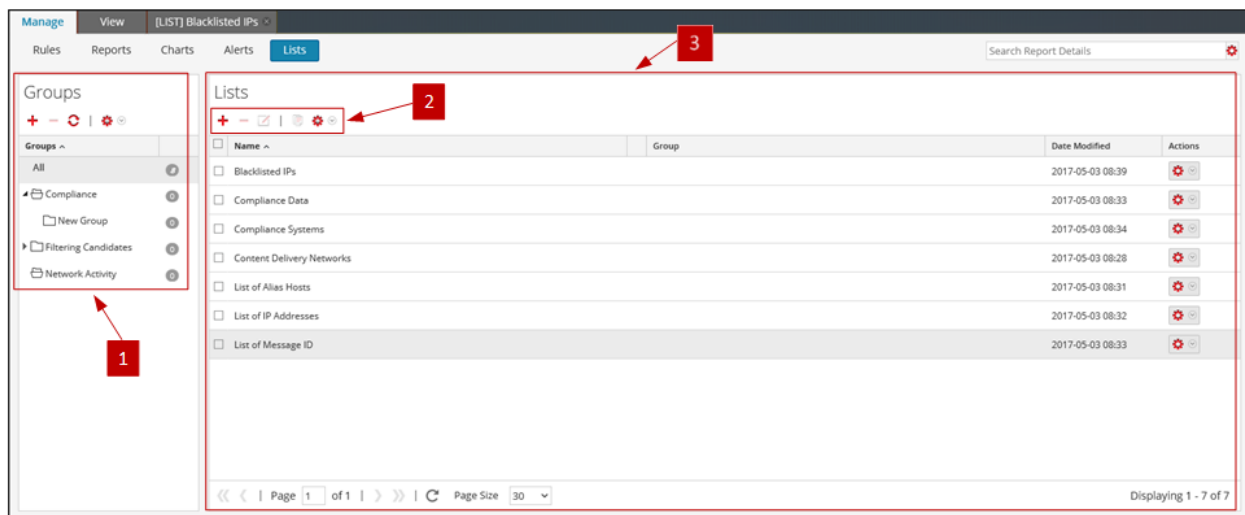 Manage View [LIST] Blacklisted IPs
Rules Reports Charts Alerts Lists Search Report Details
3
Groups
Groups
All
Compliance 0
New Group 0
Filtering Candidates 0
Network Activity 0
1
Lists
2
Name Group Date Modified Actions
Blacklisted IPs 2017-05-03 08:39
Compliance Data 2017-05-03 08:33
Compliance Systems 2017-05-03 08:34
Content Delivery Networks 2017-05-03 08:28
List of Alias Hosts 2017-05-03 08:31
List of IP Addresses 2017-05-03 08:32
List of Message ID 2017-05-03 08:33
Page 1 of 1 Page Size 30 Displaying 1 - 7 of 7